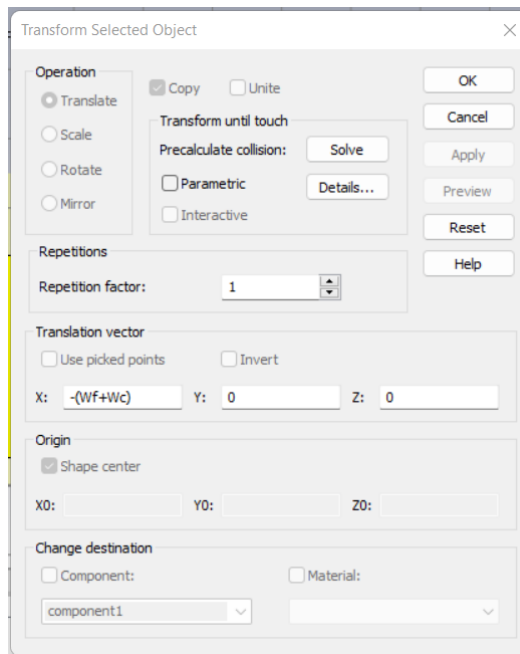 Transform Selected Object
Operation
Translate
Scale
Rotate
Mirror
Copy Unite
Transform until touch
Precalculate collision: Solve
Parametric Details...
Interactive
OK
Cancel
Apply
Preview
Reset
Help
Repetitions
Repetition factor: 1
Translation vector
Use picked points Invert
X: -(Wf+Wc) Y: 0 Z: 0
Origin
Shape center
X0: Y0: Z0:
Change destination
Component: Material:
component1